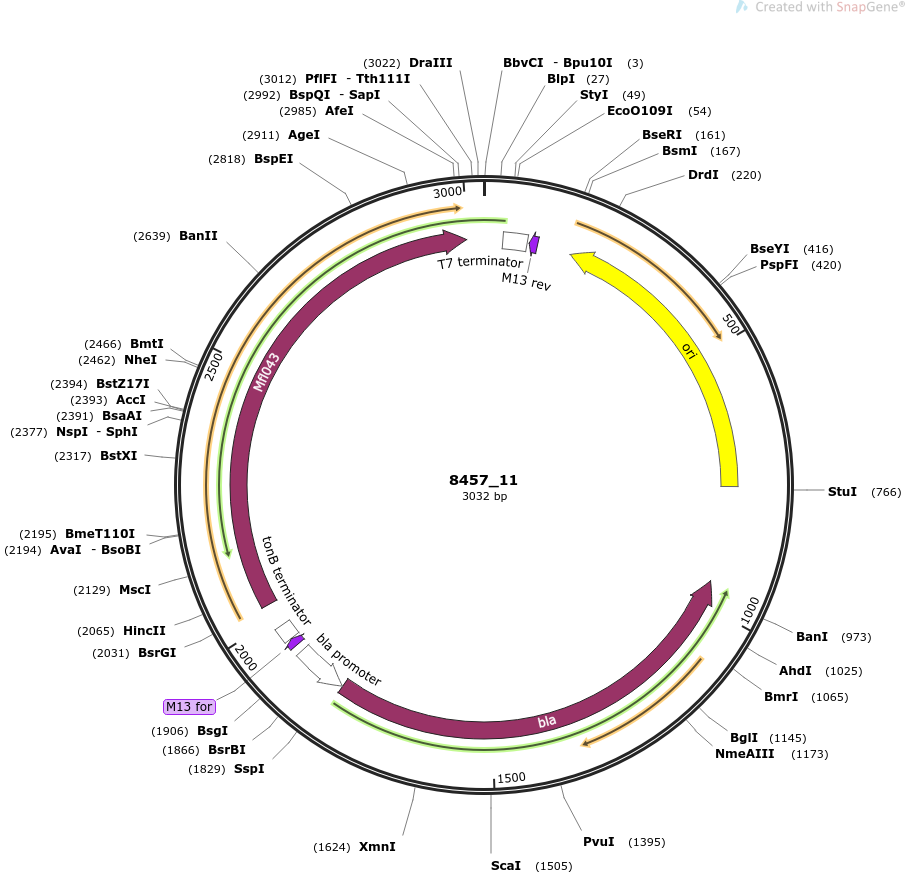 Created with SnapGene®
(3022) DraIII
(3012) PflFI - Tth111I
(2992) BspQI - SapI
(2985) AfeI
(2911) AgeI
(2818) BspEI
(2639) BanII
(2466) BmtI
(2462) NheI
(2394) BstZ17I
(2393) AccI
(2391) BsaAI
(2377) NspI - SphI
(2317) BstXI
(2195) BmeT110I
(2194) AvaI - BsoBI
(2129) MscI
(2065) HincII
(2031) BsrGI
M13 for
(1906) BsgI
(1866) BsrBI
(1829) SspI
(1624) XmnI
BbvCI - Bpu10I (3)
BlpI (27)
StyI (49)
EcoO109I (54)
BseRI (161)
BsmI (167)
DrdI (220)
BseYI (416)
PspFI (420)
StuI (766)
BanI (973)
AhdI (1025)
BmrI (1065)
BglI (1145)
NmeAIII (1173)
PvuI (1395)
ScaI (1505)
3000
500
1000
1500
2000
2500
T7 terminator
M13 rev
ori
Mfl043
tonB terminator
bla promoter
bla
8457_11
3032 bp